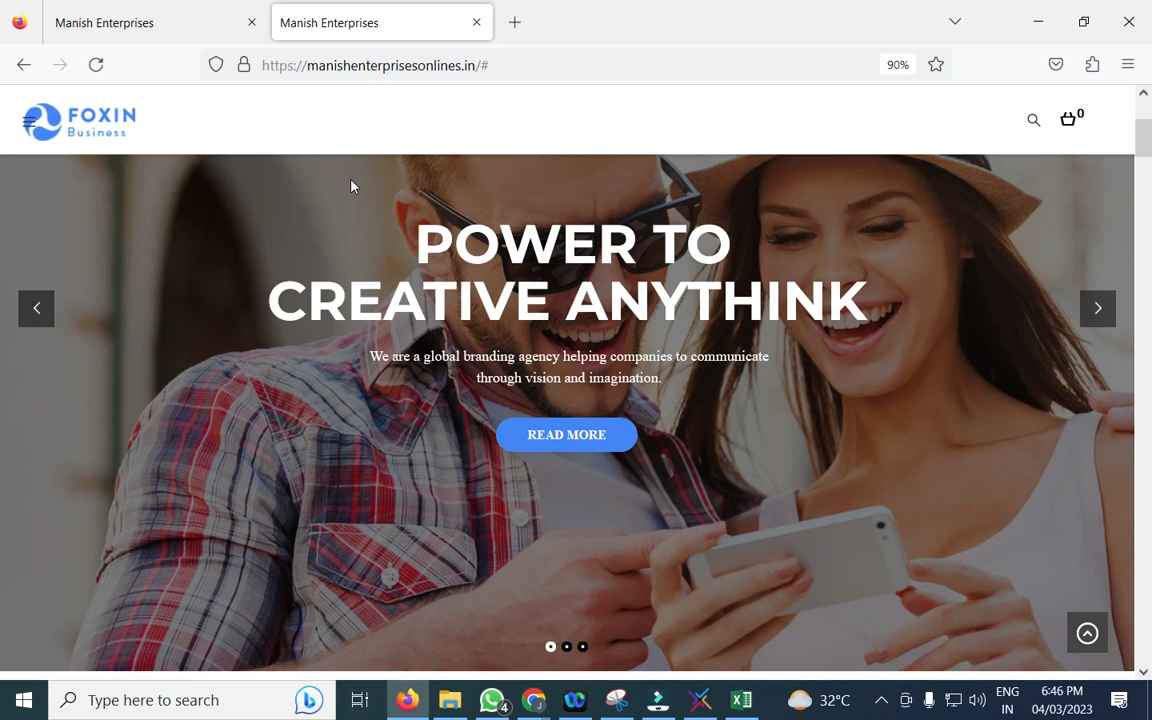 Manish Enterprises
Manish Enterprises
https://manishenterprisesonlines.in/#
90%
FOXIN
Business
0
POWER TO
CREATIVE ANYTHINK
We are a global branding agency helping companies to communicate
through vision and imagination.
READ MORE
Type here to search
4
32°C
ENG
IN
6:46 PM
04/03/2023